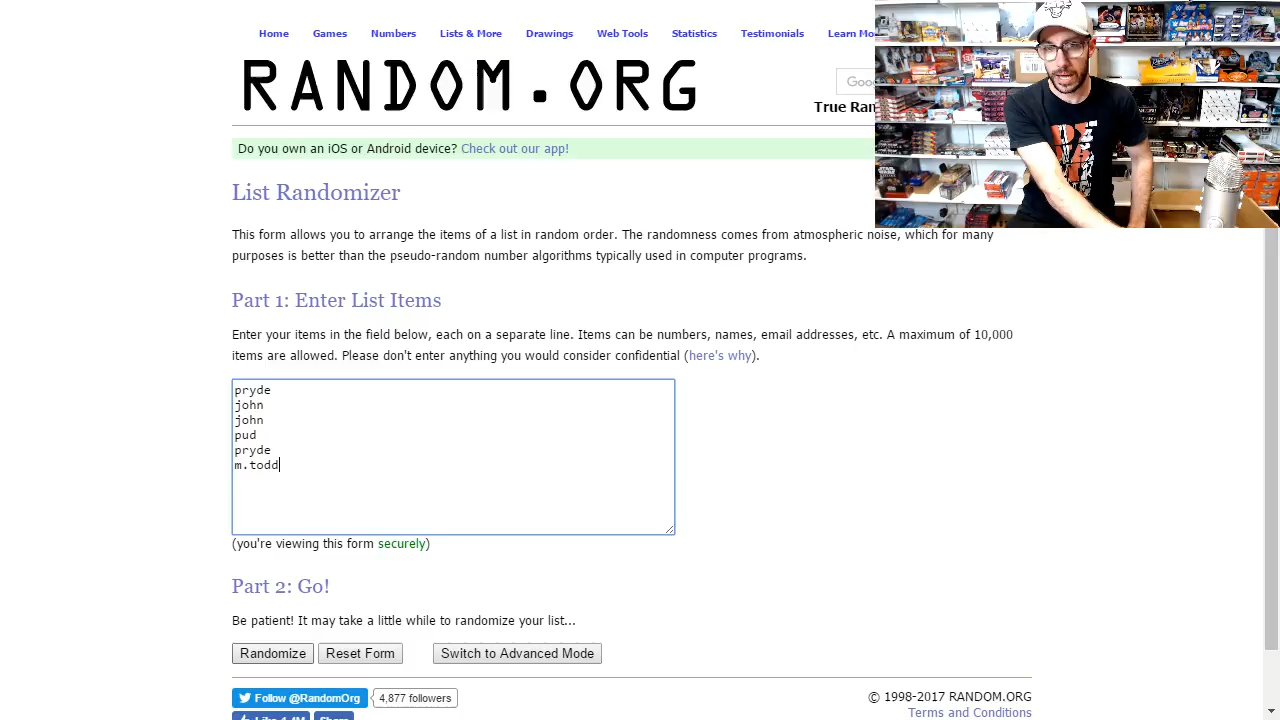 Home Games Numbers Lists & More Drawings Web Tools Statistics Testimonials Learn Mo
RANDOM.ORG
Goo
True Ran
Do you own an iOS or Android device? Check out our app!
List Randomizer
This form allows you to arrange the items of a list in random order. The randomness comes from atmospheric noise, which for many
purposes is better than the pseudo-random number algorithms typically used in computer programs.
Part 1: Enter List Items
Enter your items in the field below, each on a separate line. Items can be numbers, names, email addresses, etc. A maximum of 10,000
items are allowed. Please don't enter anything you would consider confidential (here's why).
pryde
john
john
pud
pryde
m.todd
(you're viewing this form securely)
Part 2: Go!
Be patient! It may take a little while to randomize your list...
Randomize Reset Form Switch to Advanced Mode
Follow @RandomOrg 4,877 followers
© 1998-2017 RANDOM.ORG
Terms and Conditions